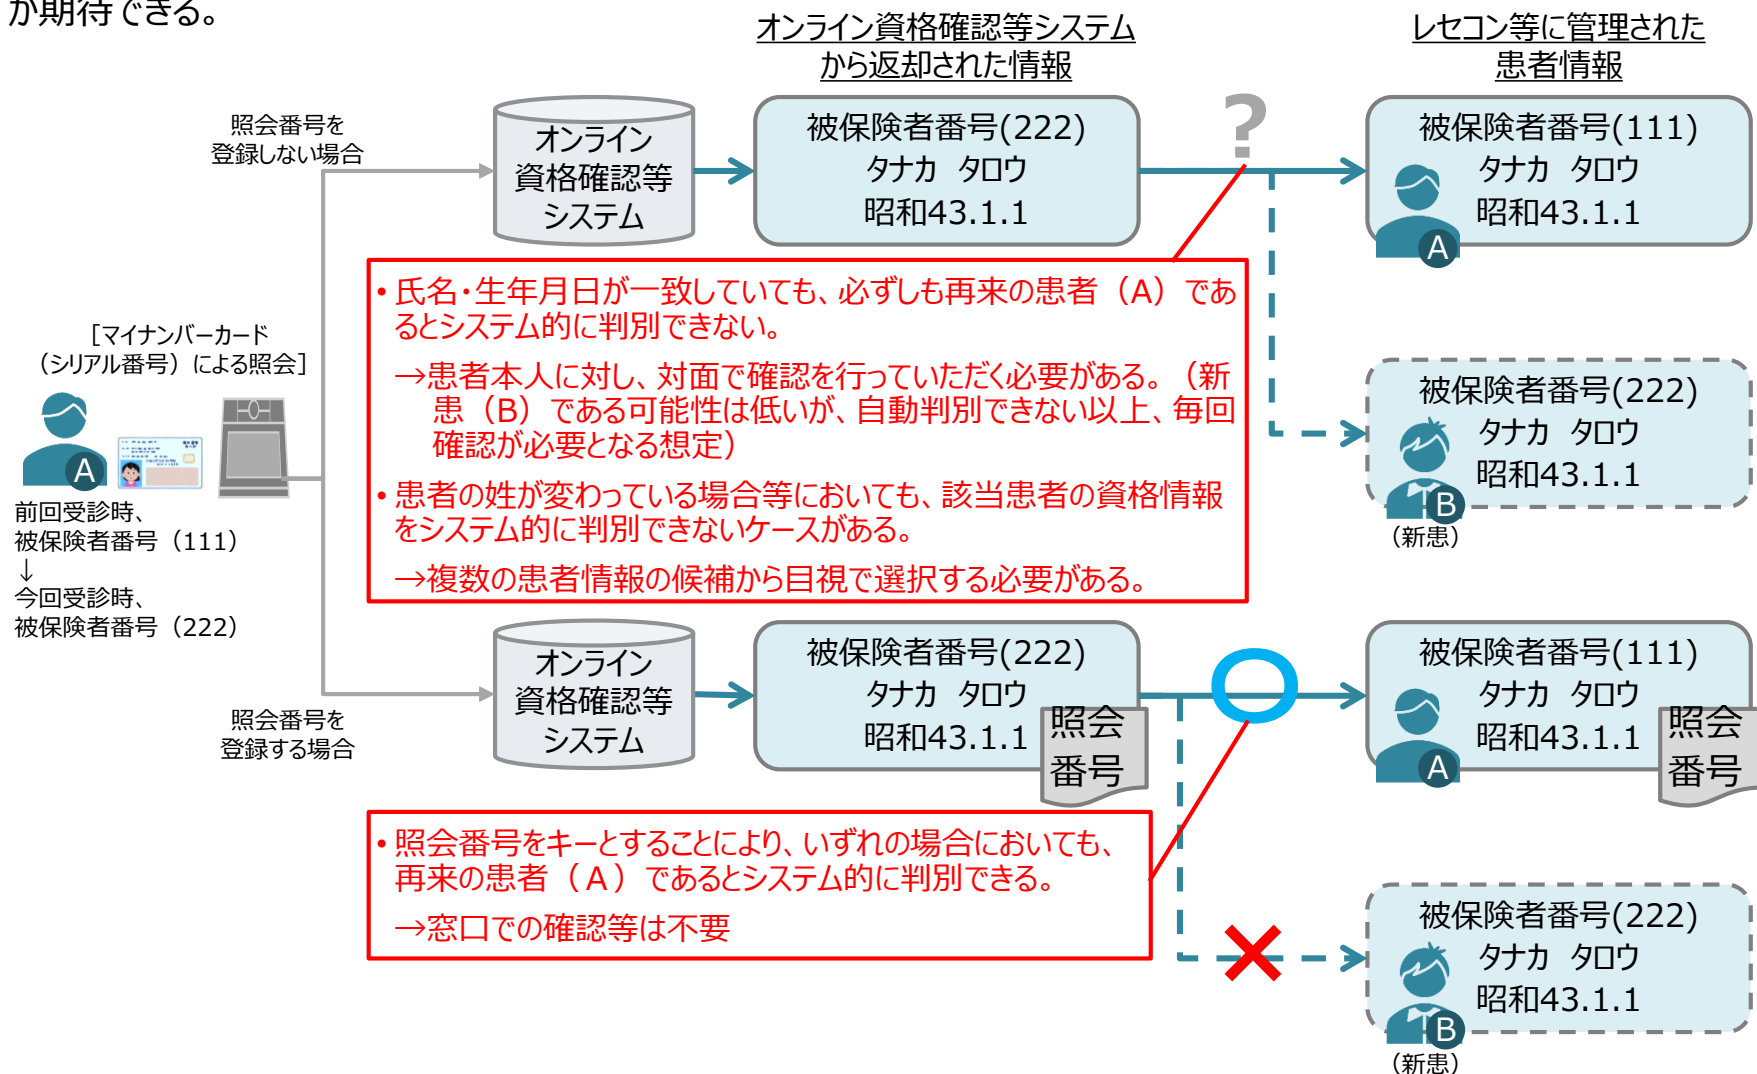 が期待できる。
オンライン資格確認等システム
から返却された情報
レセコン等に管理された
患者情報
照会番号を
登録しない場合
オンライン
資格確認等
システム
被保険者番号(222)
タナカ　タロウ
昭和43.1.1
?
被保険者番号(111)
タナカ　タロウ
昭和43.1.1
A
• 氏名・生年月日が一致していても、必ずしも再来の患者（A）であ
るとシステム的に判別できない。
→患者本人に対し、対面で確認を行っていただく必要がある。（新
患（B）である可能性は低いが、自動判別できない以上、毎回
確認が必要となる想定）
• 患者の姓が変わっている場合等においても、該当患者の資格情報
をシステム的に判別できないケースがある。
→複数の患者情報の候補から目視で選択する必要がある。
被保険者番号(222)
タナカ　タロウ
昭和43.1.1
B
（新患）
［マイナンバーカード
（シリアル番号）による照会］
A
前回受診時、
被保険者番号（111）
↓
今回受診時、
被保険者番号（222）
照会番号を
登録する場合
オンライン
資格確認等
システム
被保険者番号(222)
タナカ　タロウ
昭和43.1.1
照会
番号
被保険者番号(111)
タナカ　タロウ
昭和43.1.1
A
照会
番号
• 照会番号をキーとすることにより、いずれの場合においても、
再来の患者（A）であるとシステム的に判別できる。
→窓口での確認等は不要
被保険者番号(222)
タナカ　タロウ
昭和43.1.1
B
（新患）